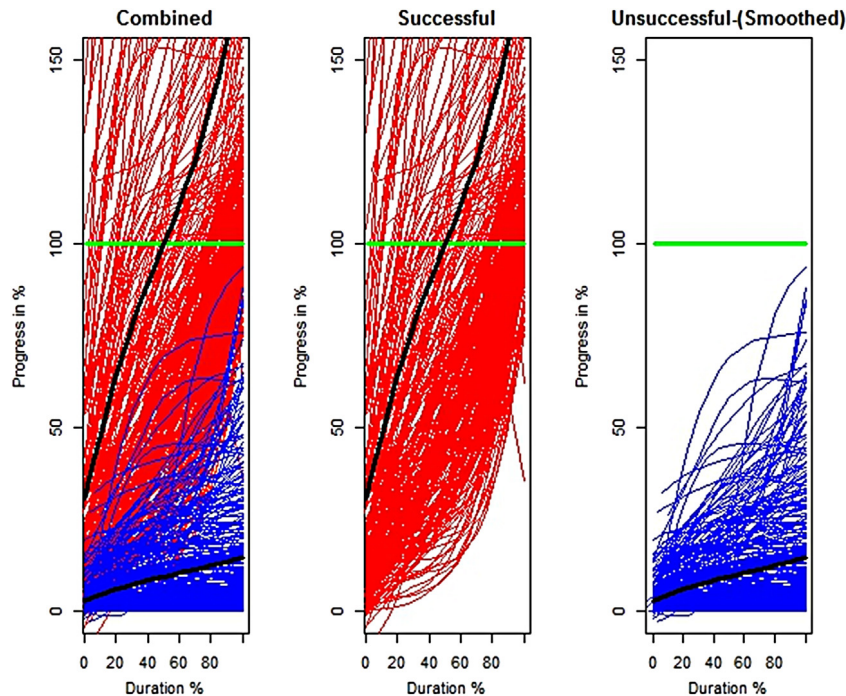 Combined
Successful
Unsuccessful-(Smoothed)
Progress in %
150
100
50
0
0 20 40 60 80
Duration %
Progress in %
150
100
50
0
0 20 40 60 80
Duration %
Progress in %
150
100
50
0
0 20 40 60 80
Duration %